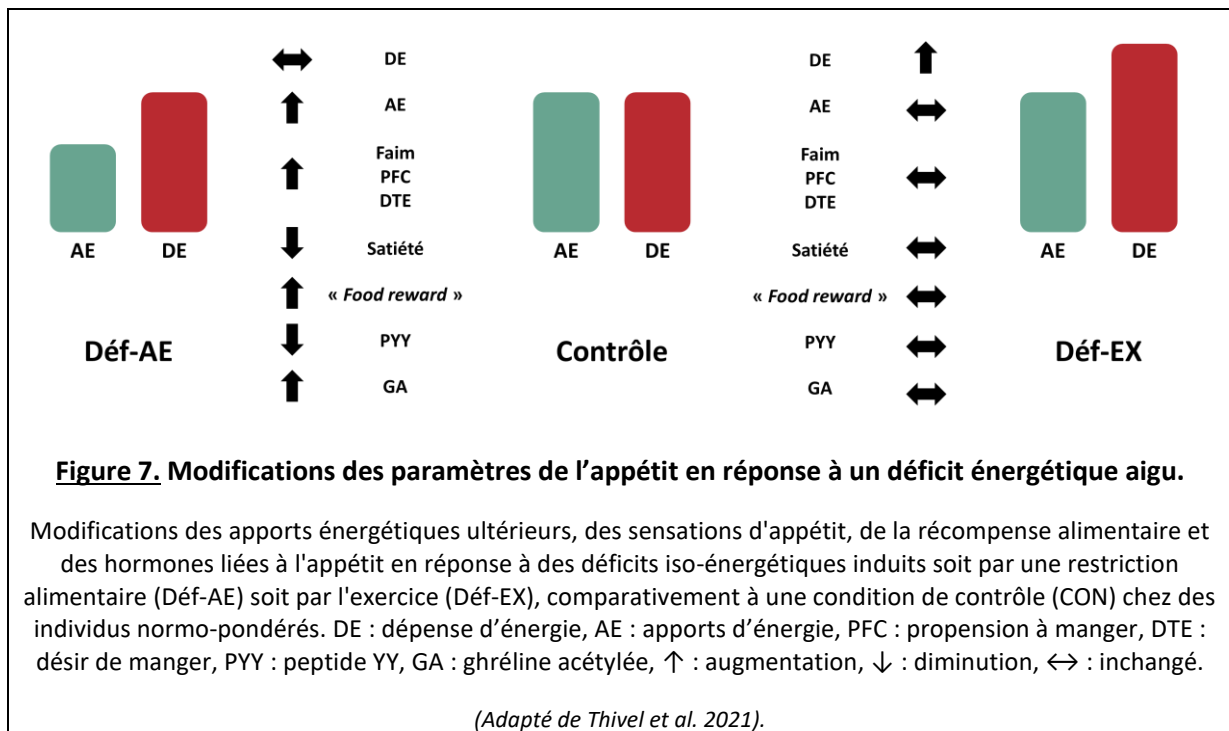 DE
AE
Faim
PFC
DTE
Satiété
« Food reward »
PYY
GA
AE DE
Déf-AE
AE DE
Contrôle
DE
AE
Faim
PFC
DTE
Satiété
« Food reward »
PYY
GA
AE DE
Déf-EX
Figure 7. Modifications des paramètres de l’appétit en réponse à un déficit énergétique aigu.
Modifications des apports énergétiques ultérieurs, des sensations d'appétit, de la récompense alimentaire et
des hormones liées à l'appétit en réponse à des déficits iso-énergétiques induits soit par une restriction
alimentaire (Déf-AE) soit par l'exercice (Déf-EX), comparativement à une condition de contrôle (CON) chez des
individus normo-pondérés. DE : dépense d’énergie, AE : apports d’énergie, PFC : propension à manger, DTE :
désir de manger, PYY : peptide YY, GA : ghréline acétylée, ↑ : augmentation, ↓ : diminution, ↔ : inchangé.
(Adapté de Thivel et al. 2021).